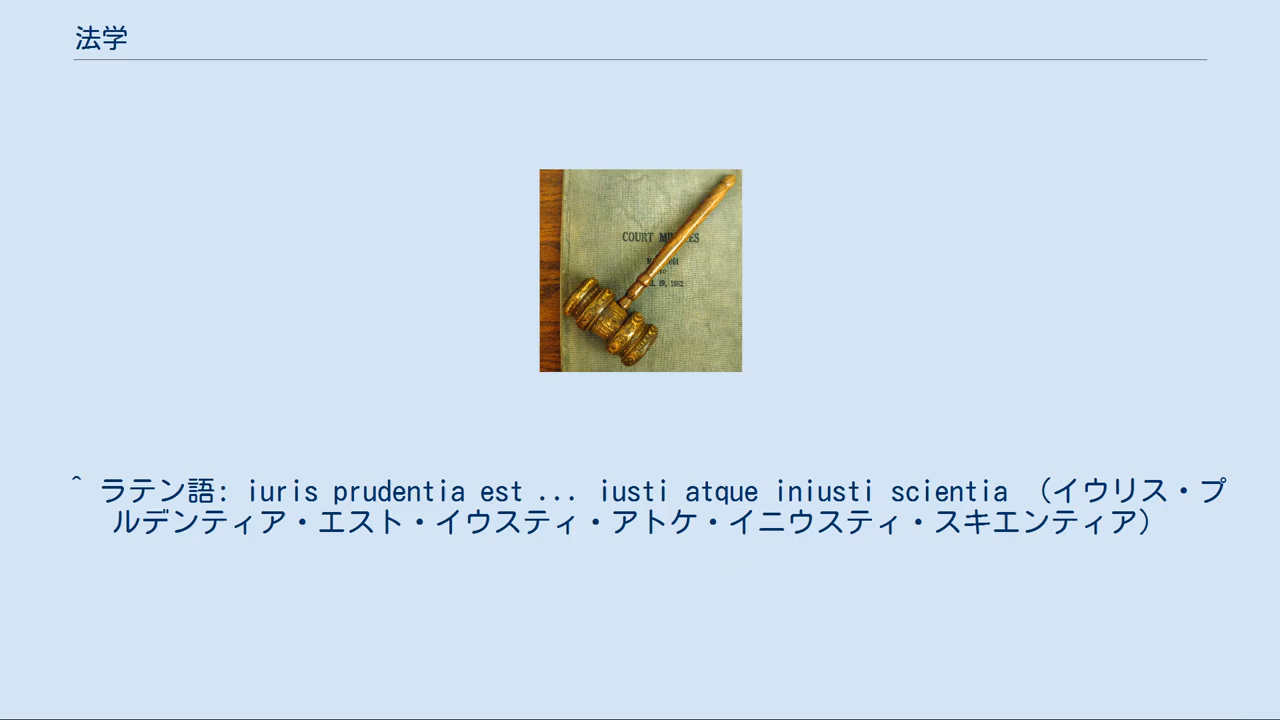 法学
COURT
^ ラテン語: iuris prudentia est ... iusti atque iniusti scientia （イウリス・プ
ルデンティア・エスト・イウスティ・アトケ・イニウスティ・スキエンティア）